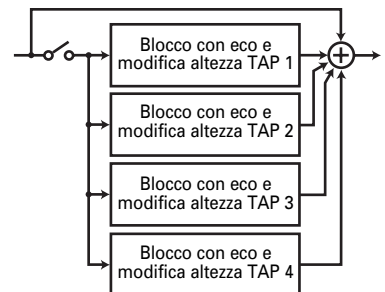 Blocco con eco e
modifica altezza TAP 1
Blocco con eco e
modifica altezza TAP 2
Blocco con eco e
modifica altezza TAP 3
Blocco con eco e
modifica altezza TAP 4